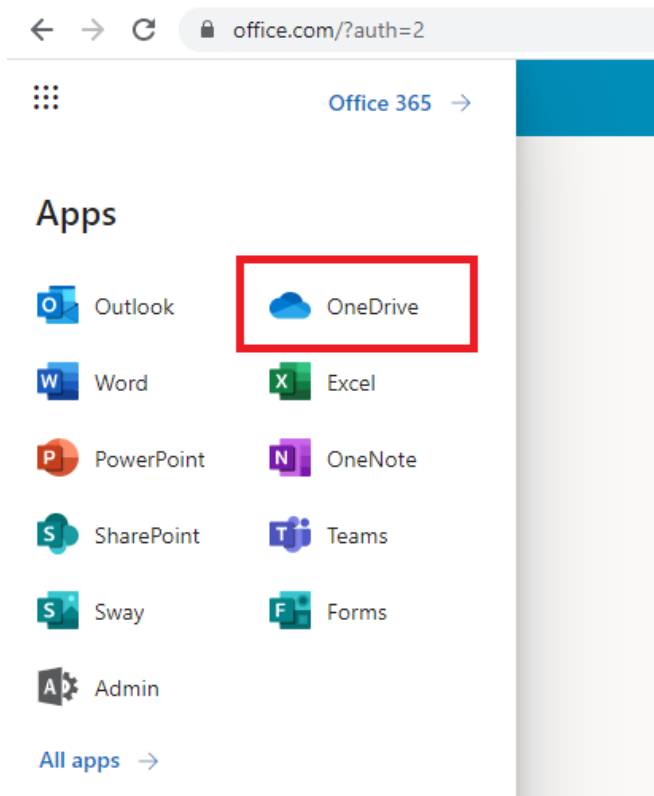 office.com/?auth=2
Office 365
Apps
Outlook OneDrive
Word Excel
PowerPoint OneNote
SharePoint Teams
Sway Forms
Admin
All apps